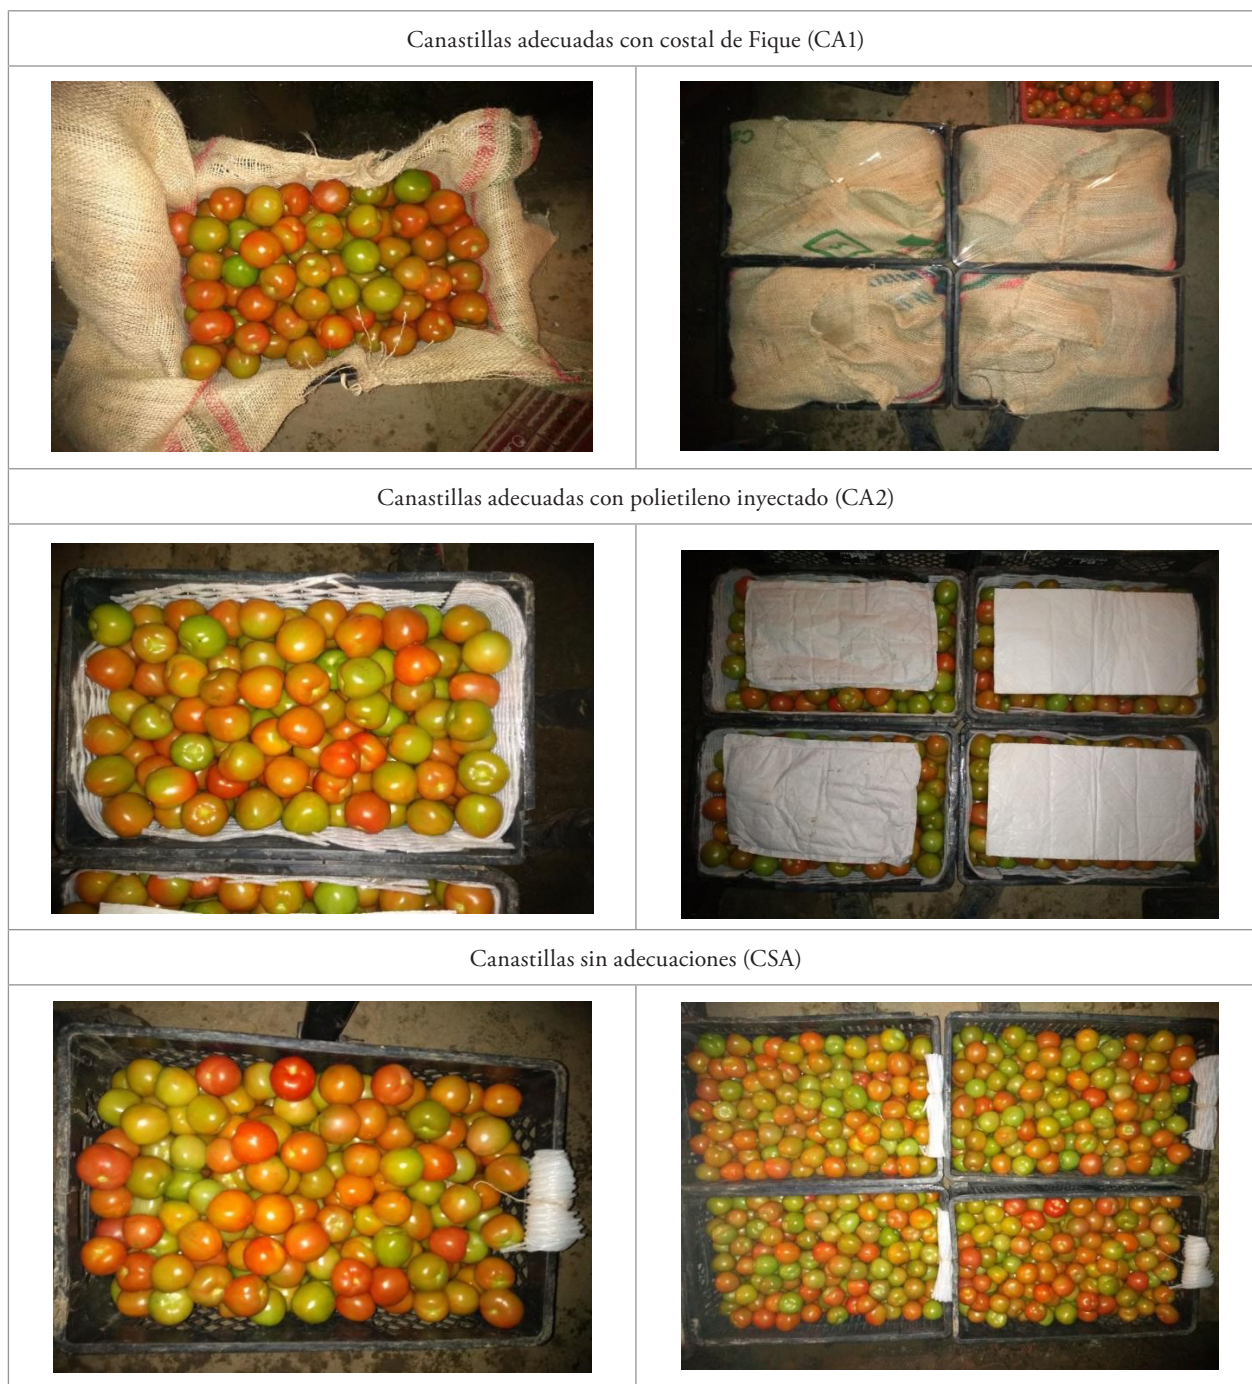 Canastillas adecuadas con costal de Fique (CA1)
Canastillas adecuadas con polietileno inyectado (CA2)
Canastillas sin adecuaciones (CSA)